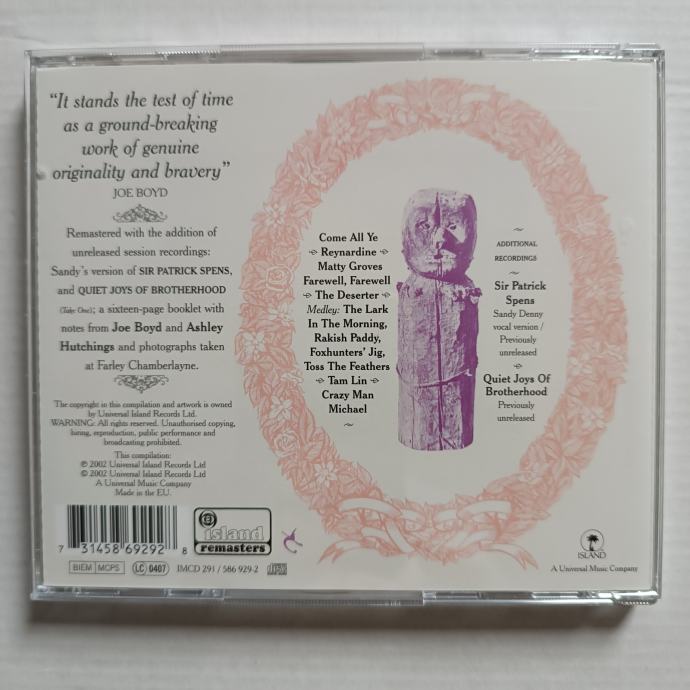 “It stands the test of time
as a ground-breaking
work of genuine
originality and bravery”
JOE BOYD
Remastered with the addition of
unreleased session recordings:
Sandy's version of SIR PATRICK SPENS,
and QUIET JOYS OF BROTHERHOOD
(Take One); a sixteen-page booklet with
notes from Joe Boyd and Ashley
Hutchings and photographs taken
at Farley Chamberlayne.
The copyright in this compilation and artwork is owned
by Universal Island Records Ltd.
WARNING: All rights reserved. Unauthorised copying,
hiring, reproduction, public performance and
broadcasting prohibited.
This compilation:
℗ 2002 Universal Island Records Ltd
© 2002 Universal Island Records Ltd
A Universal Music Company
Made in the EU.
7 31458 69292 8
island
remasters
BIEM MCPS LC 0407 IMCD 291 / 586 929-2
Come All Ye
Reynardine
Matty Groves
Farewell, Farewell
The Deserter
Medley: The Lark
In The Morning,
Rakish Paddy,
Foxhunters' Jig,
Toss The Feathers
Tam Lin
Crazy Man
Michael
ADDITIONAL
RECORDINGS
Sir Patrick
Spens
Sandy Denny
vocal version /
Previously
unreleased
Quiet Joys Of
Brotherhood
Previously
unreleased
ISLAND
A Universal Music Company